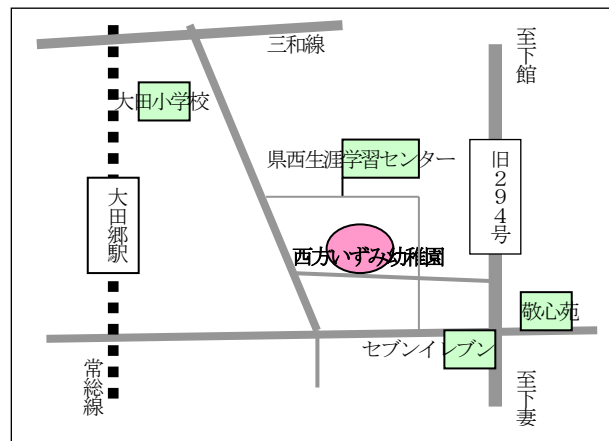 三和線
至下館
大田小学校
県西生涯学習センター
旧294号
大田郷駅
西方いずみ幼稚園
敬心苑
セブンイレブン
常総線
至下妻